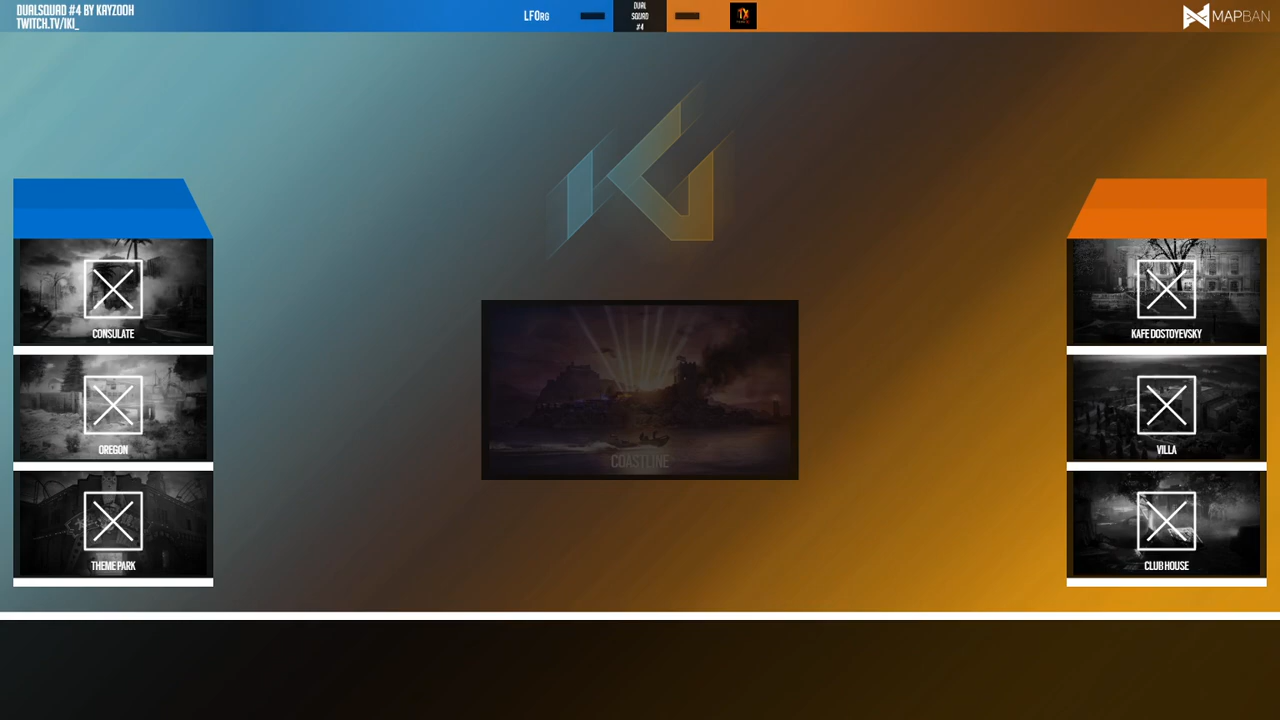 DUALSQUAD #4 BY KAYZOOH
TWITCH.TV/IKI_
LFOrg
DUAL
SQUAD
#4
1X
MAPBAN
CONSULATE
OREGON
THEME PARK
COASTLINE
KAFE DOSTOYEVSKY
VILLA
CLUB HOUSE